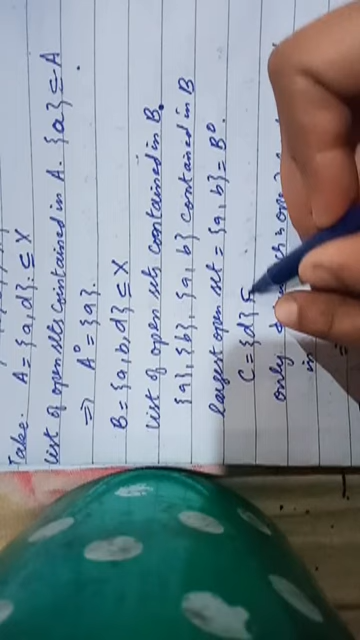 Take. A = {a,d} ⊆ X
list of open sets contained in A. {a} ⊆ A
⇒ A° = {a}.
B = {a,b,d} ⊆ X
list of open sets contained in B.
{a}, {b}, {a, b} contained in B
largest open set = {a, b} = B°.
C = {d} ⊆
only
in